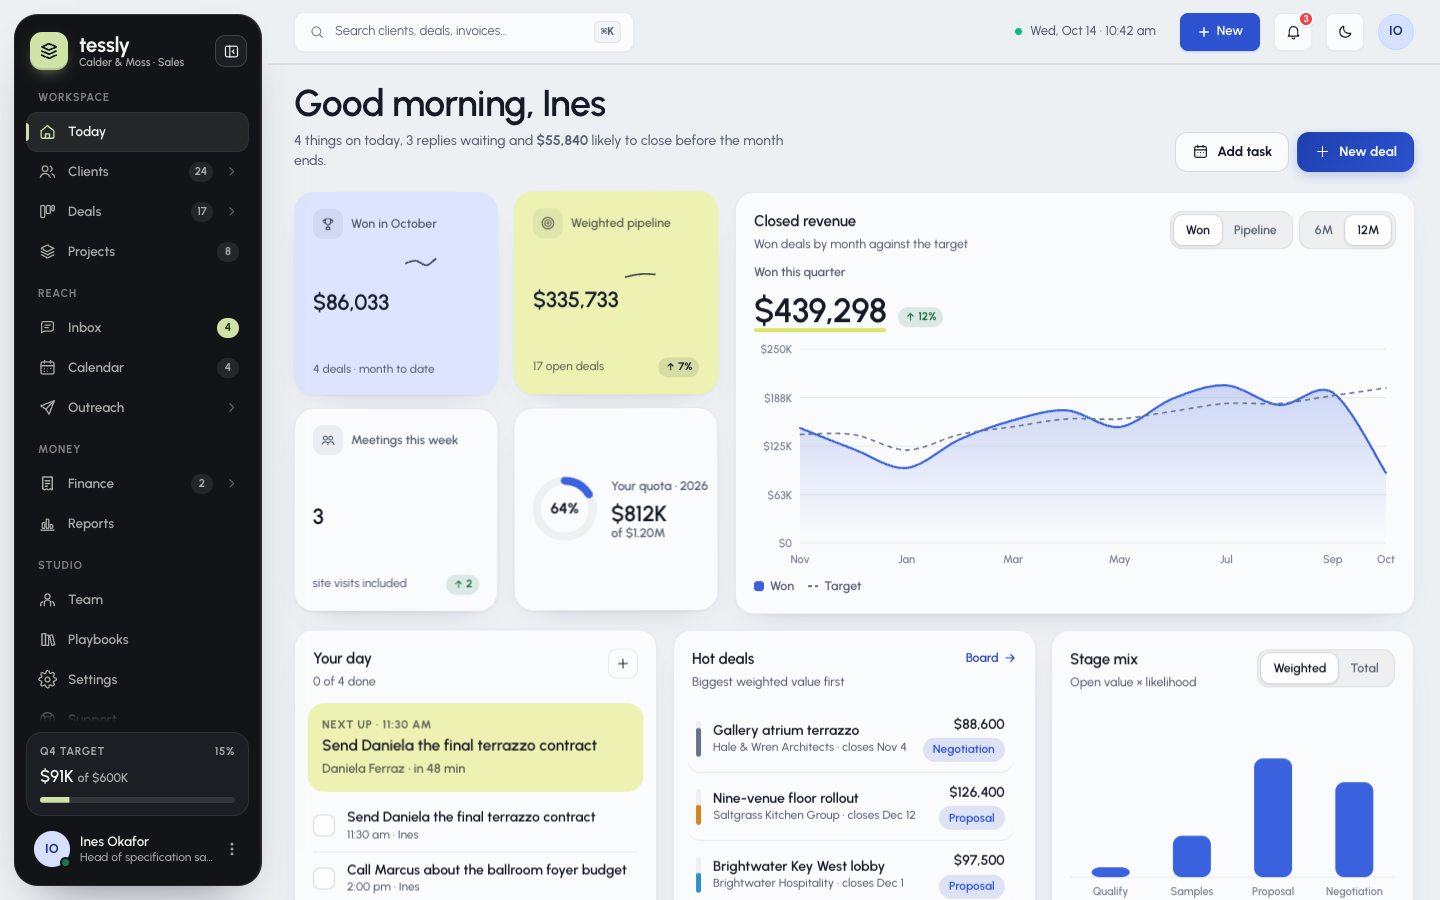 tessly
Calder & Moss · Sales
WORKSPACE
Today
Clients 24
Deals 17
Projects 8
REACH
Inbox 4
Calendar 4
Outreach
MONEY
Finance 2
Reports
STUDIO
Team
Playbooks
Settings
Support
Q4 TARGET 15%
$91K of $600K
IO
Ines Okafor
Head of specification sa...
Search clients, deals, invoices...
⌘K
Wed, Oct 14 · 10:42 am
+ New
3
IO
Good morning, Ines
4 things on today, 3 replies waiting and $55,840 likely to close before the month
ends.
Add task
+ New deal
Won in October
$86,033
4 deals · month to date
Weighted pipeline
$335,733
17 open deals
↑ 7%
Meetings this week
3
site visits included
↑ 2
64%
Your quota · 2026
$812K
of $1.20M
Closed revenue
Won deals by month against the target
Won Pipeline
6M 12M
Won this quarter
$439,298
↑ 12%
$250K
$188K
$125K
$63K
$0
Nov Jan Mar May Jul Sep Oct
Won Target
Your day
0 of 4 done
+
NEXT UP · 11:30 AM
Send Daniela the final terrazzo contract
Daniela Ferraz · in 48 min
Send Daniela the final terrazzo contract
11:30 am · Ines
Call Marcus about the ballroom foyer budget
2:00 pm · Ines
Hot deals
Biggest weighted value first
Board →
Gallery atrium terrazzo
Hale & Wren Architects · closes Nov 4
$88,600
Negotiation
Nine-venue floor rollout
Saltgrass Kitchen Group · closes Dec 12
$126,400
Proposal
Brightwater Key West lobby
Brightwater Hospitality · closes Dec 1
$97,500
Proposal
Stage mix
Open value × likelihood
Weighted Total
Qualify Samples Proposal Negotiation